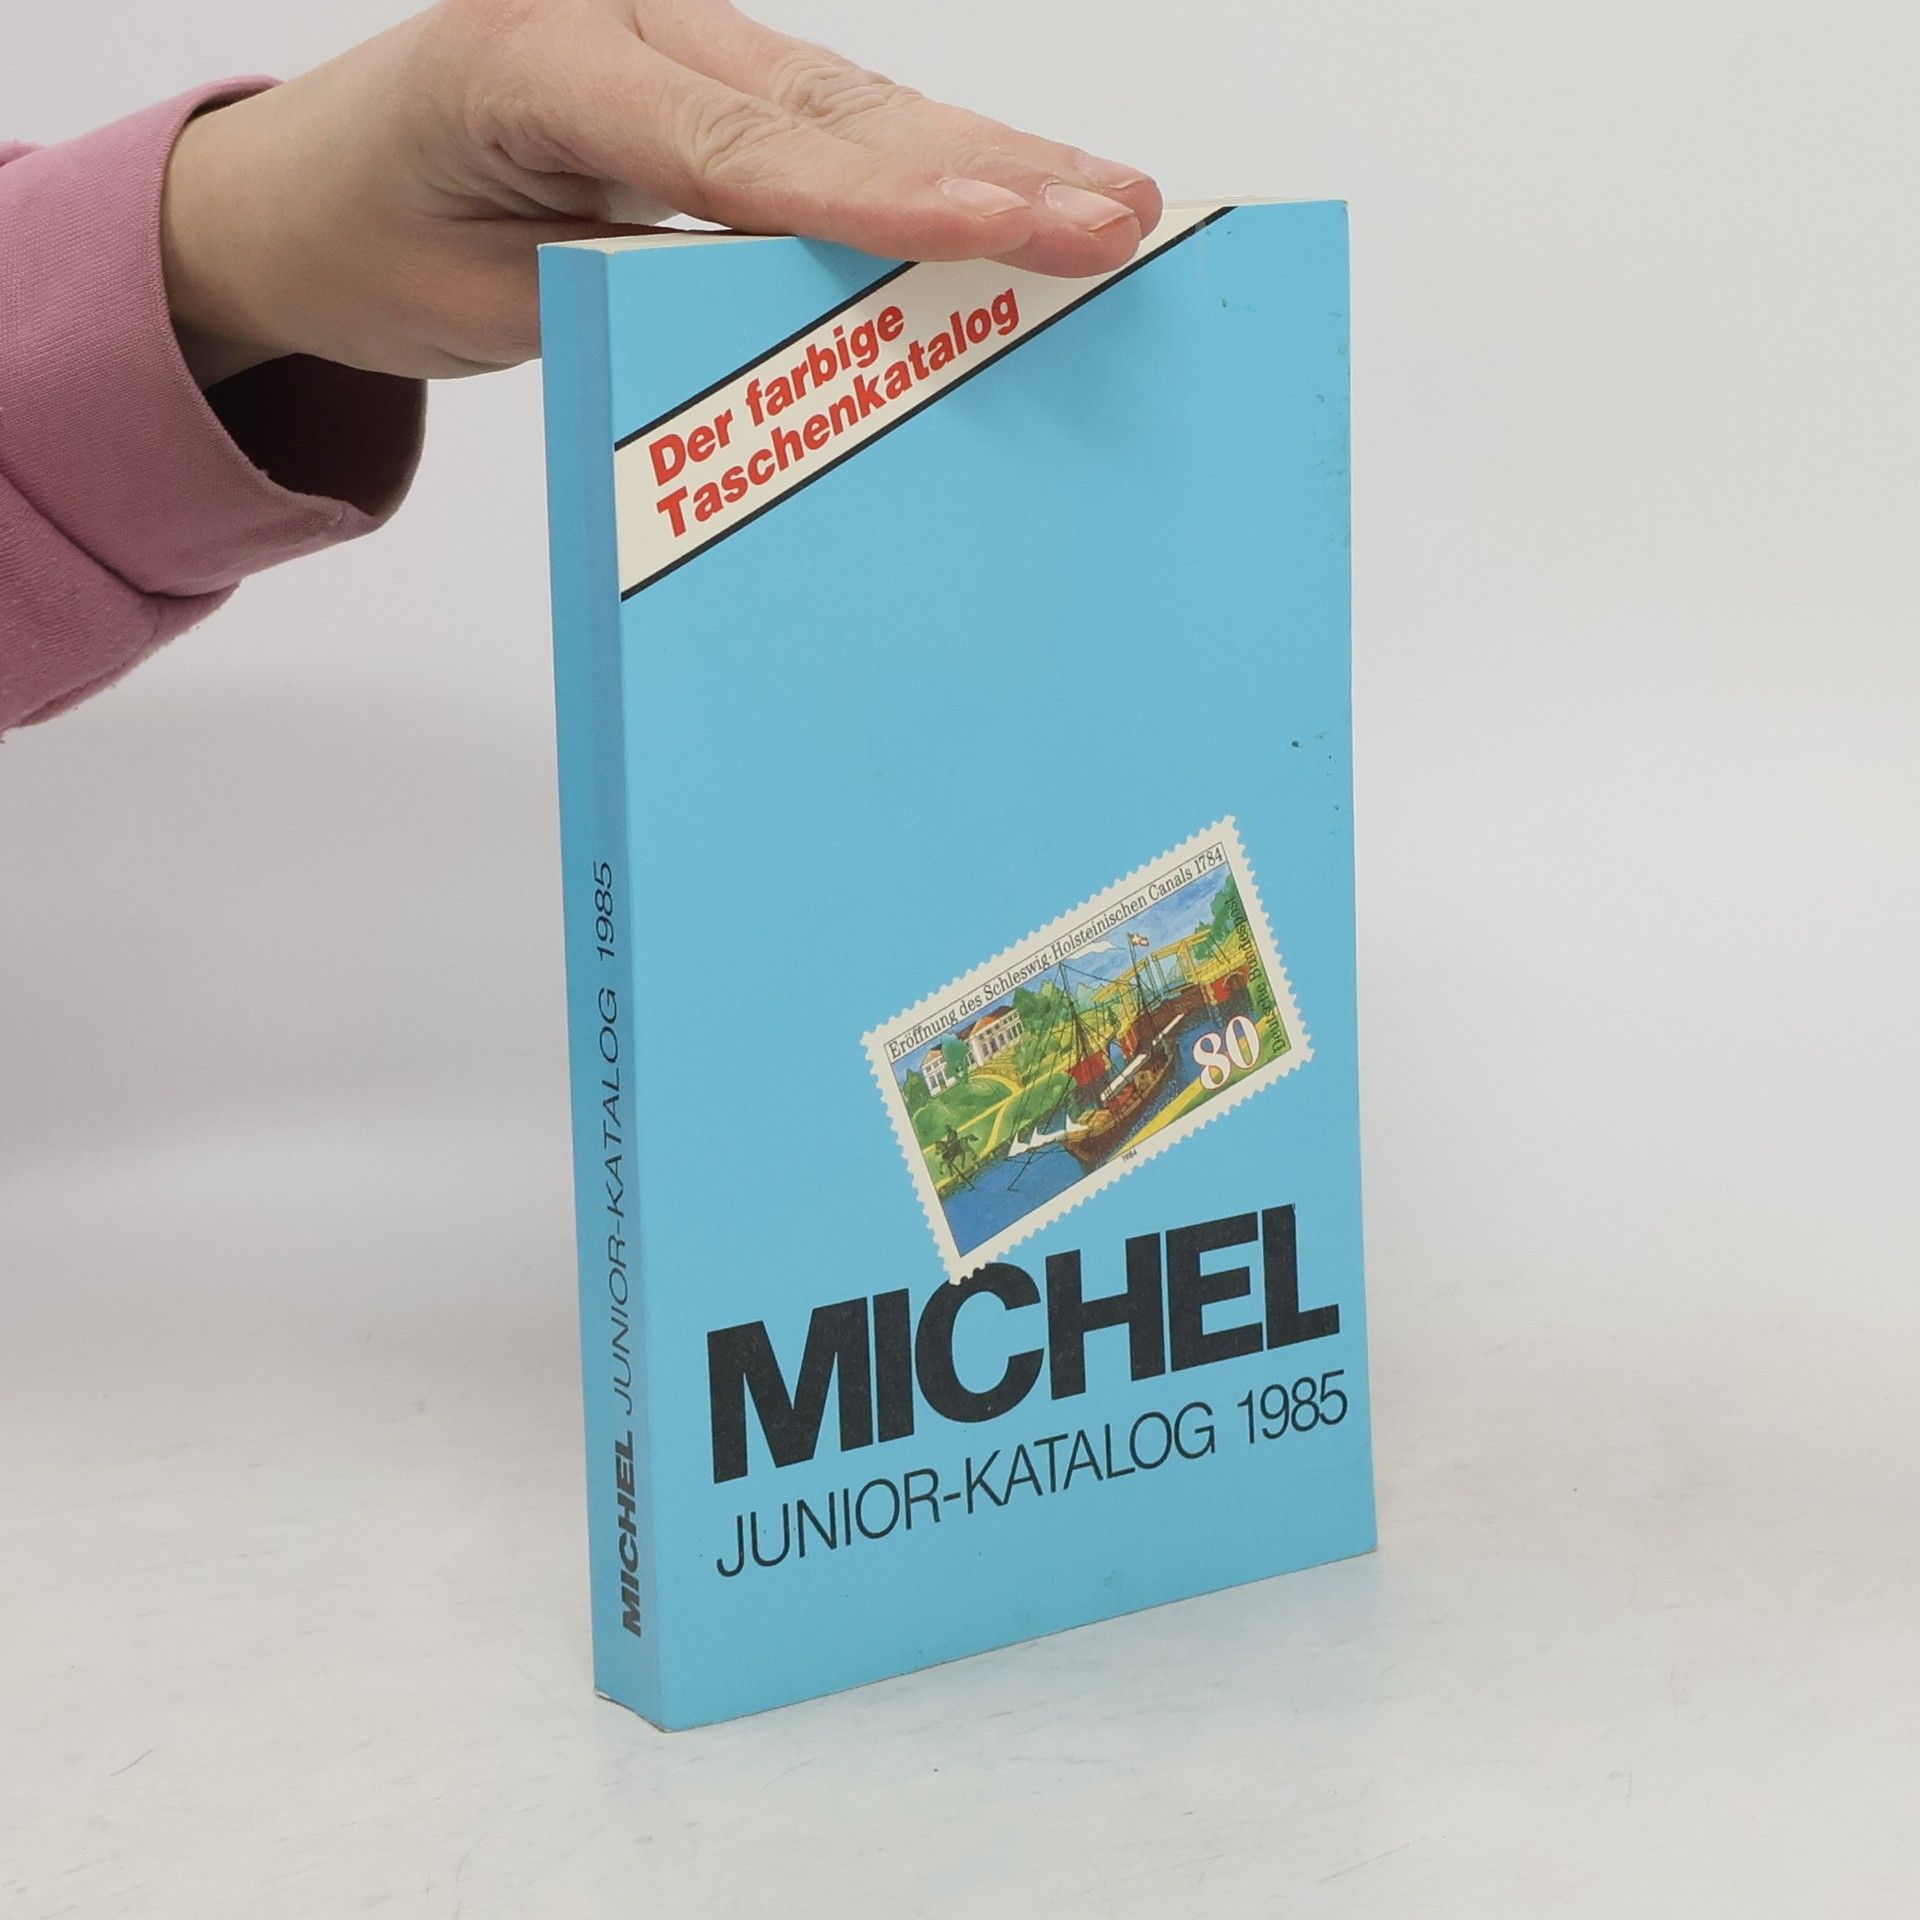 Der farbige
Taschenkatalog
Eröffnung des Schleswig-Holsteinischen Canals 1784
Deutsche Bundespost
80
1984
MICHEL
JUNIOR-KATALOG 1985
MICHEL JUNIOR-KATALOG 1985